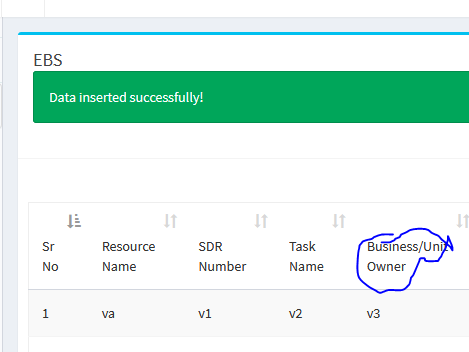 EBS
Data inserted successfully!
Sr No
Resource Name
SDR Number
Task Name
Business/Unit Owner
1 va v1 v2 v3